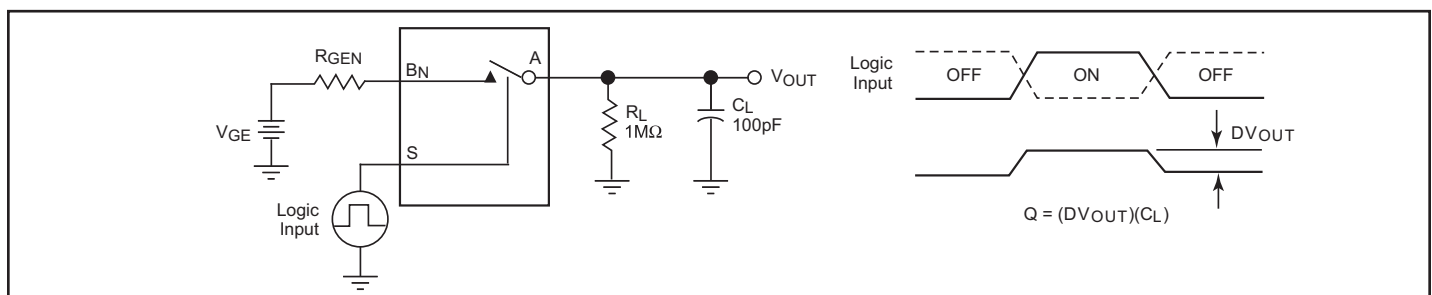 RGEN
BN
A
VOUT
RL
1MΩ
CL
100pF
VGE
S
Logic
Input
Logic
Input
OFF
ON
OFF
DVOUT
Q = (DVOUT)(CL)